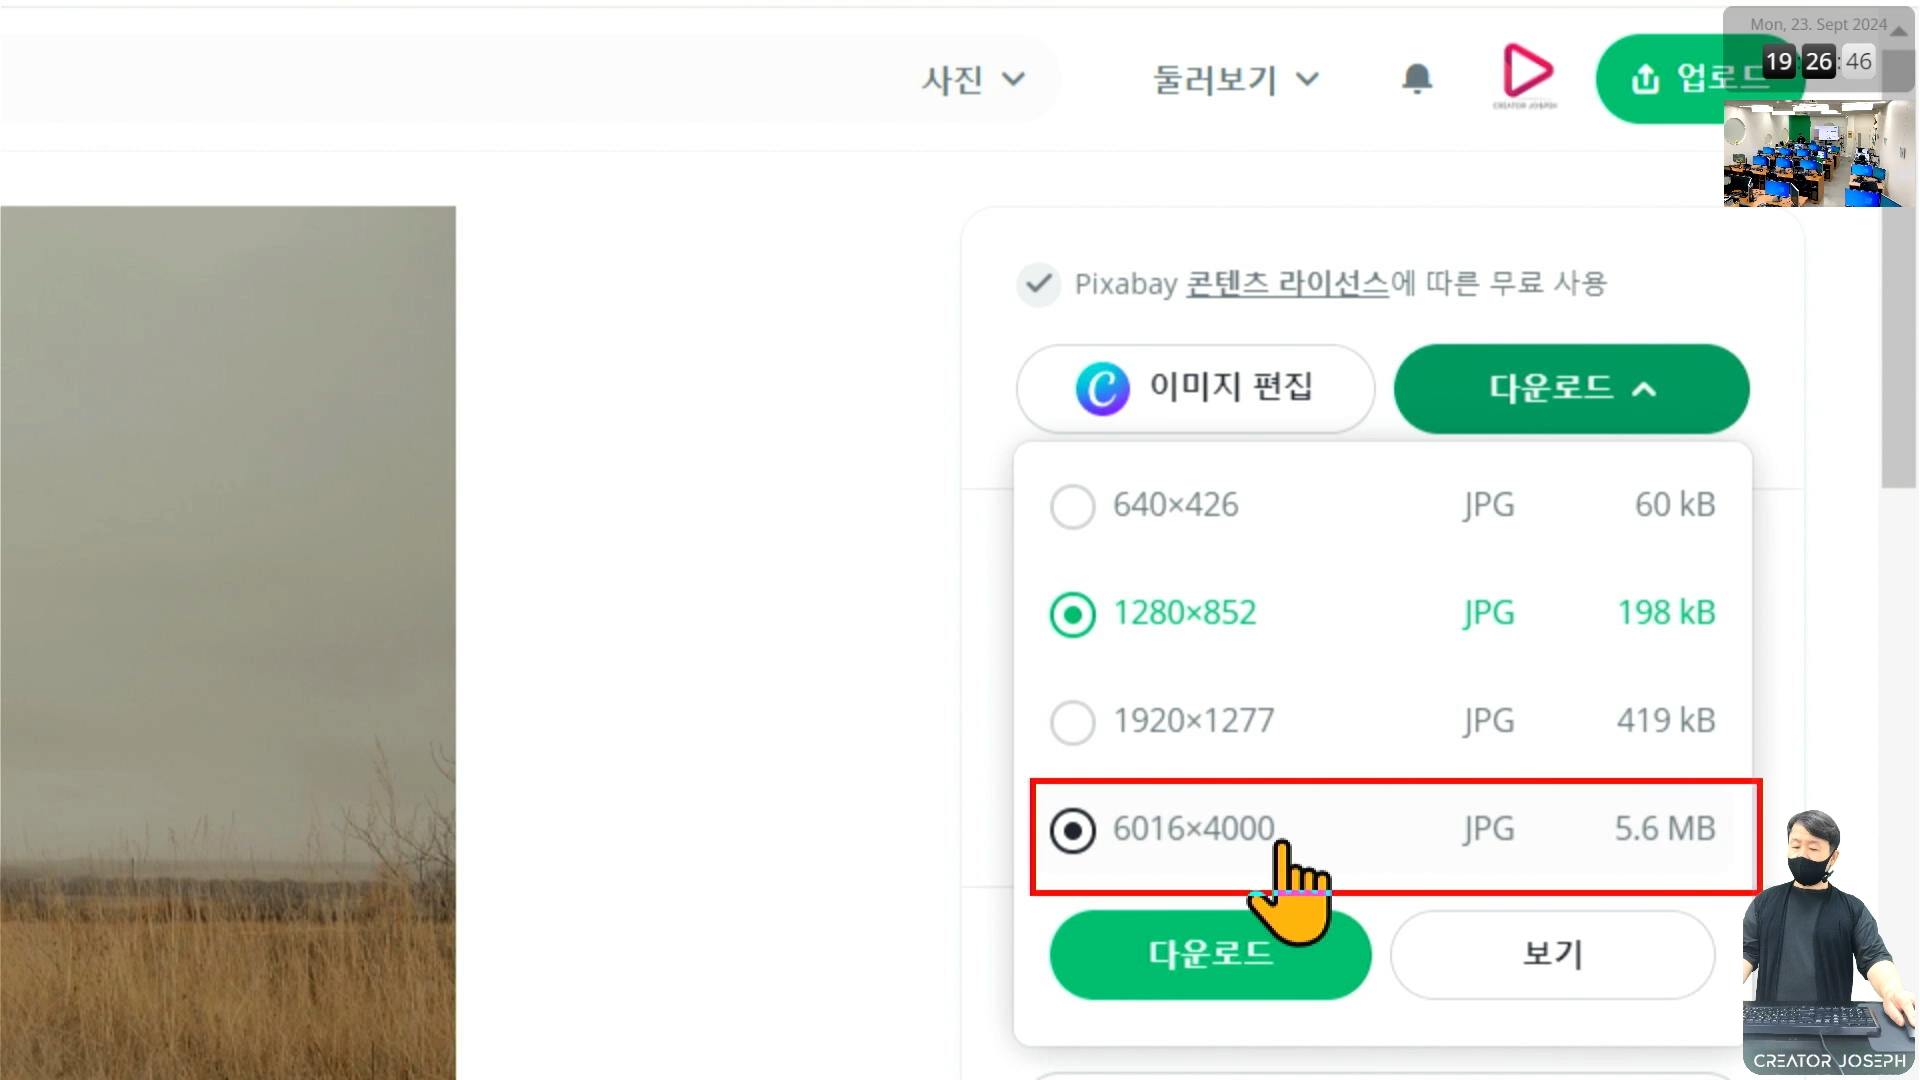 Mon, 23. Sept 2024
19:26:46
사진
둘러보기
CREATOR JOSEPH
업로드
Pixabay 콘텐츠 라이선스에 따른 무료 사용
이미지 편집
다운로드
640×426 JPG 60 kB
1280×852 JPG 198 kB
1920×1277 JPG 419 kB
6016×4000 JPG 5.6 MB
다운로드
보기
CREATOR JOSEPH